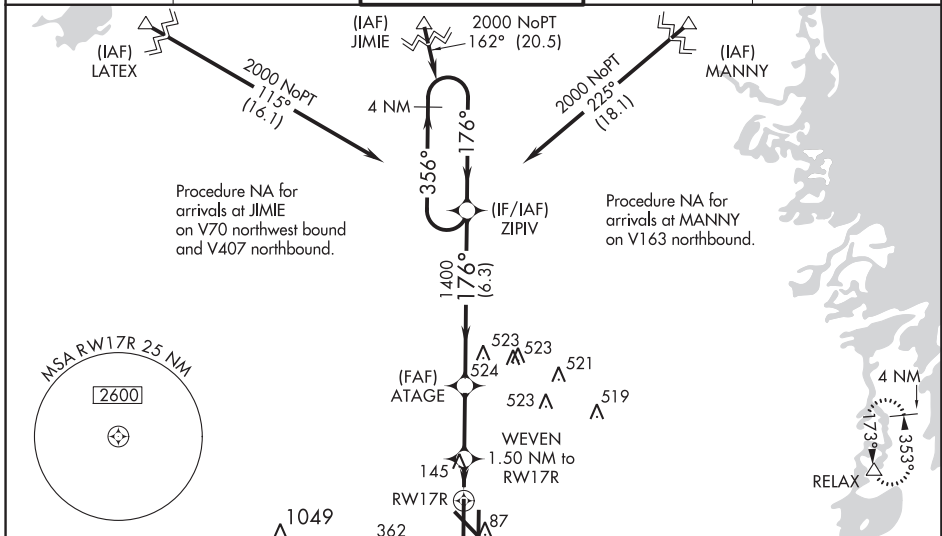 (IAF)
LATEX
2000 NoPT
115°
(16.1)
(IAF)
JIMIE
2000 NoPT
162° (20.5)
4 NM
356°
176°
2000 NoPT
225°
(18.1)
(IAF)
MANNY
Procedure NA for
arrivals at JIMIE
on V70 northwest bound
and V407 northbound.
(IF/IAF)
ZIPIV
Procedure NA for
arrivals at MANNY
on V163 northbound.
1400
176°
(6.3)
MSA RW17R 25 NM
2600
(FAF)
ATAGE
523
523
524
521
523
519
WEVEN
1.50 NM to
RW17R
145
RW17R
1049
362
87
4 NM
173°
353°
RELAX